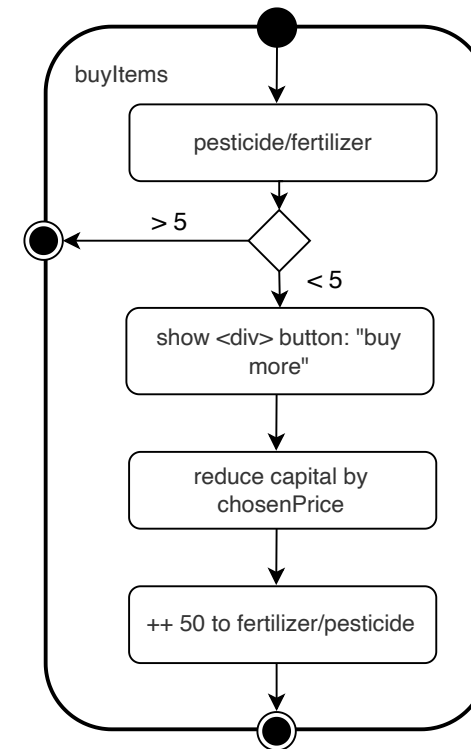 buyItems
pesticide/fertilizer
> 5
< 5
show <div> button: "buy
more"
reduce capital by
chosenPrice
++ 50 to fertilizer/pesticide